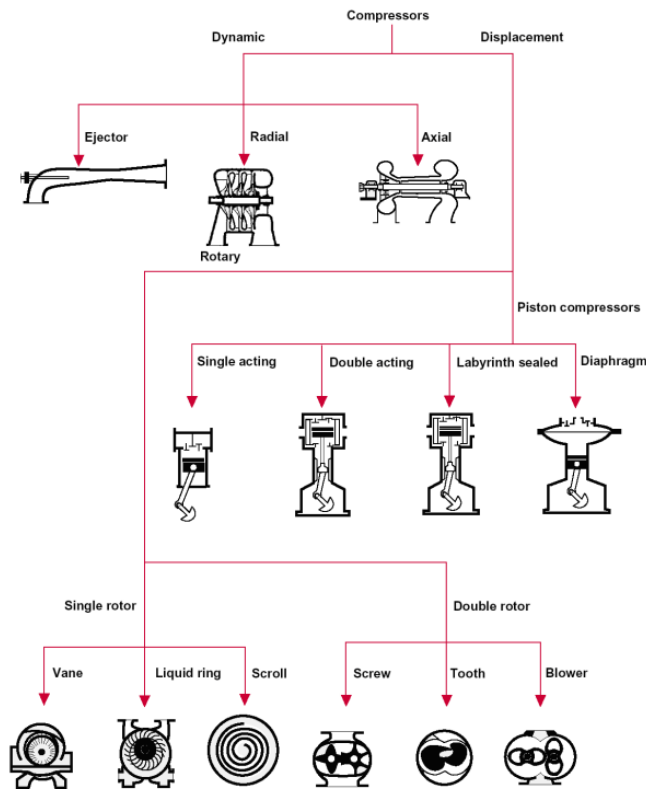 Compressors
Dynamic
Displacement
Ejector
Radial
Axial
Rotary
Piston compressors
Single acting
Double acting
Labyrinth sealed
Diaphragm
Single rotor
Double rotor
Vane
Liquid ring
Scroll
Screw
Tooth
Blower